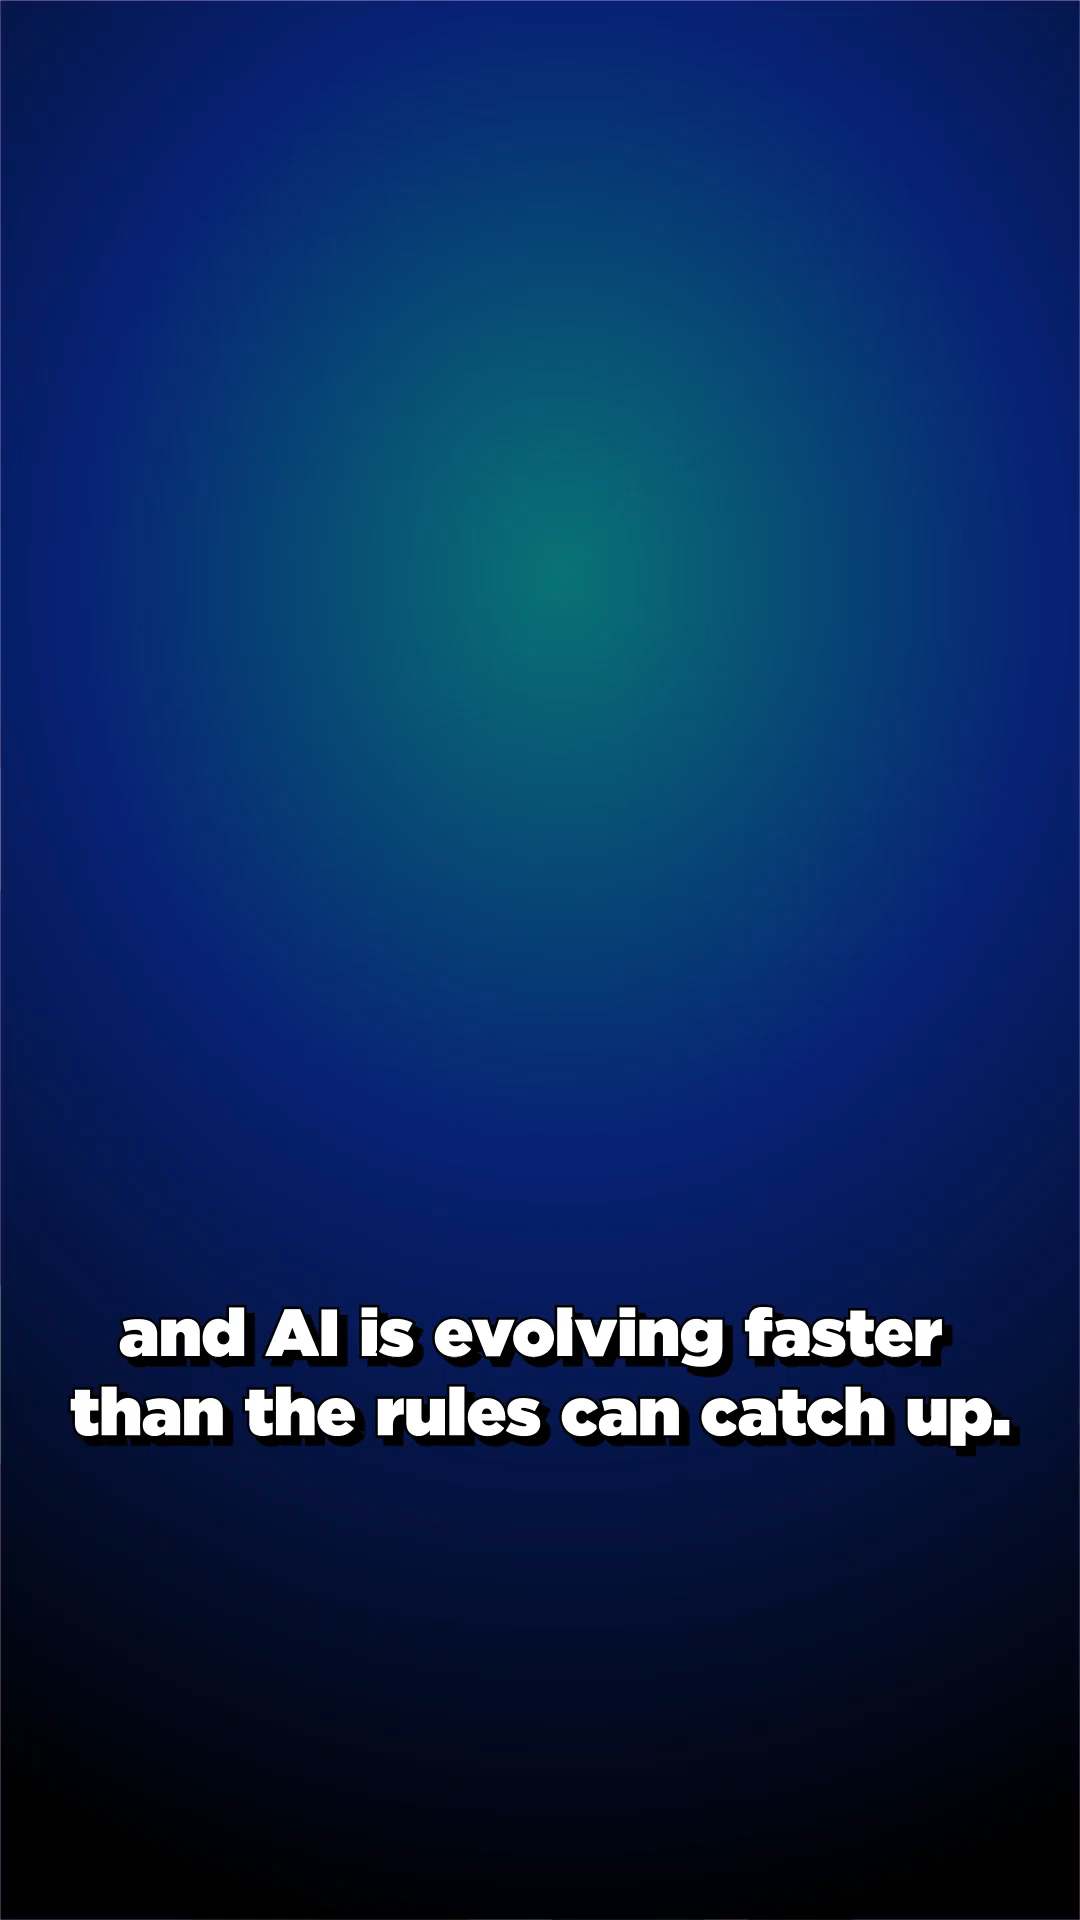 and AI is evolving faster
than the rules can catch up.